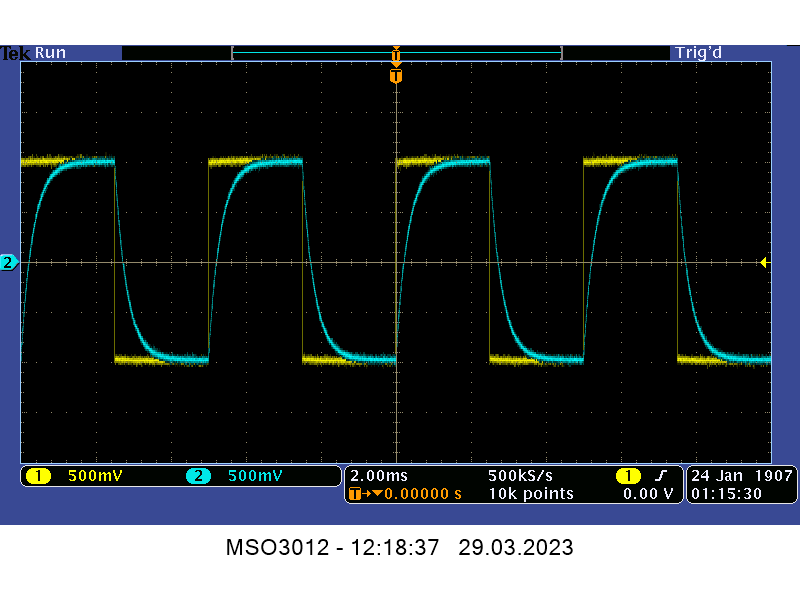 Tek Run Trig'd
T
T
2
1 500mV 2 500mV 2.00ms 500kS/s 1 24 Jan 1907
T→▼0.00000 s 10k points 0.00 V 01:15:30
MSO3012 - 12:18:37 29.03.2023